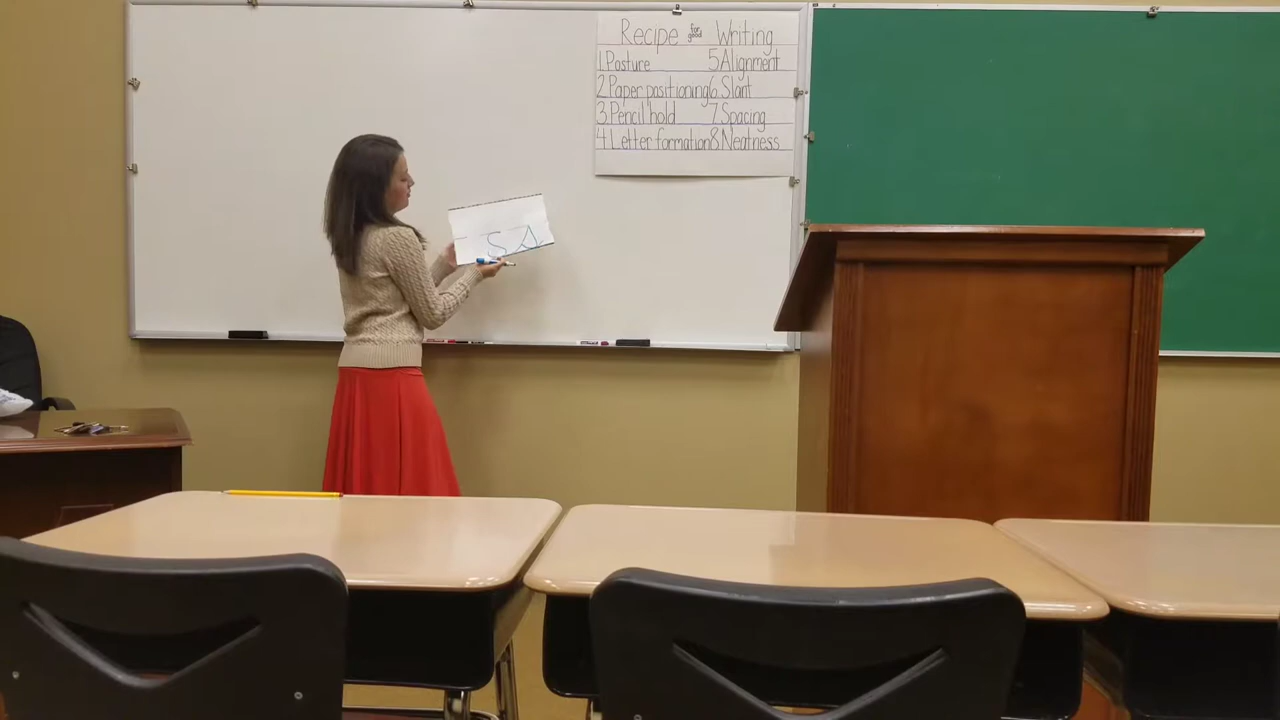 Recipe for good Writing
1.Posture 5 Alignment
2.Paper positioning 6.Slant
3.Pencil hold 7.Spacing
4.Letter formation 8.Neatness
S A